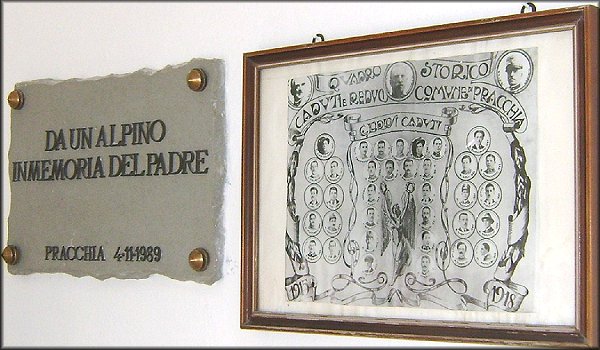 DA UN ALPINO
IN MEMORIA DEL PADRE
PRACCHIA 4-11-1989
QUADRO STORICO
CADUTI E REDUCI COMUNE DI PRACCHIA
GLORIOSI CADUTI
1915 1918